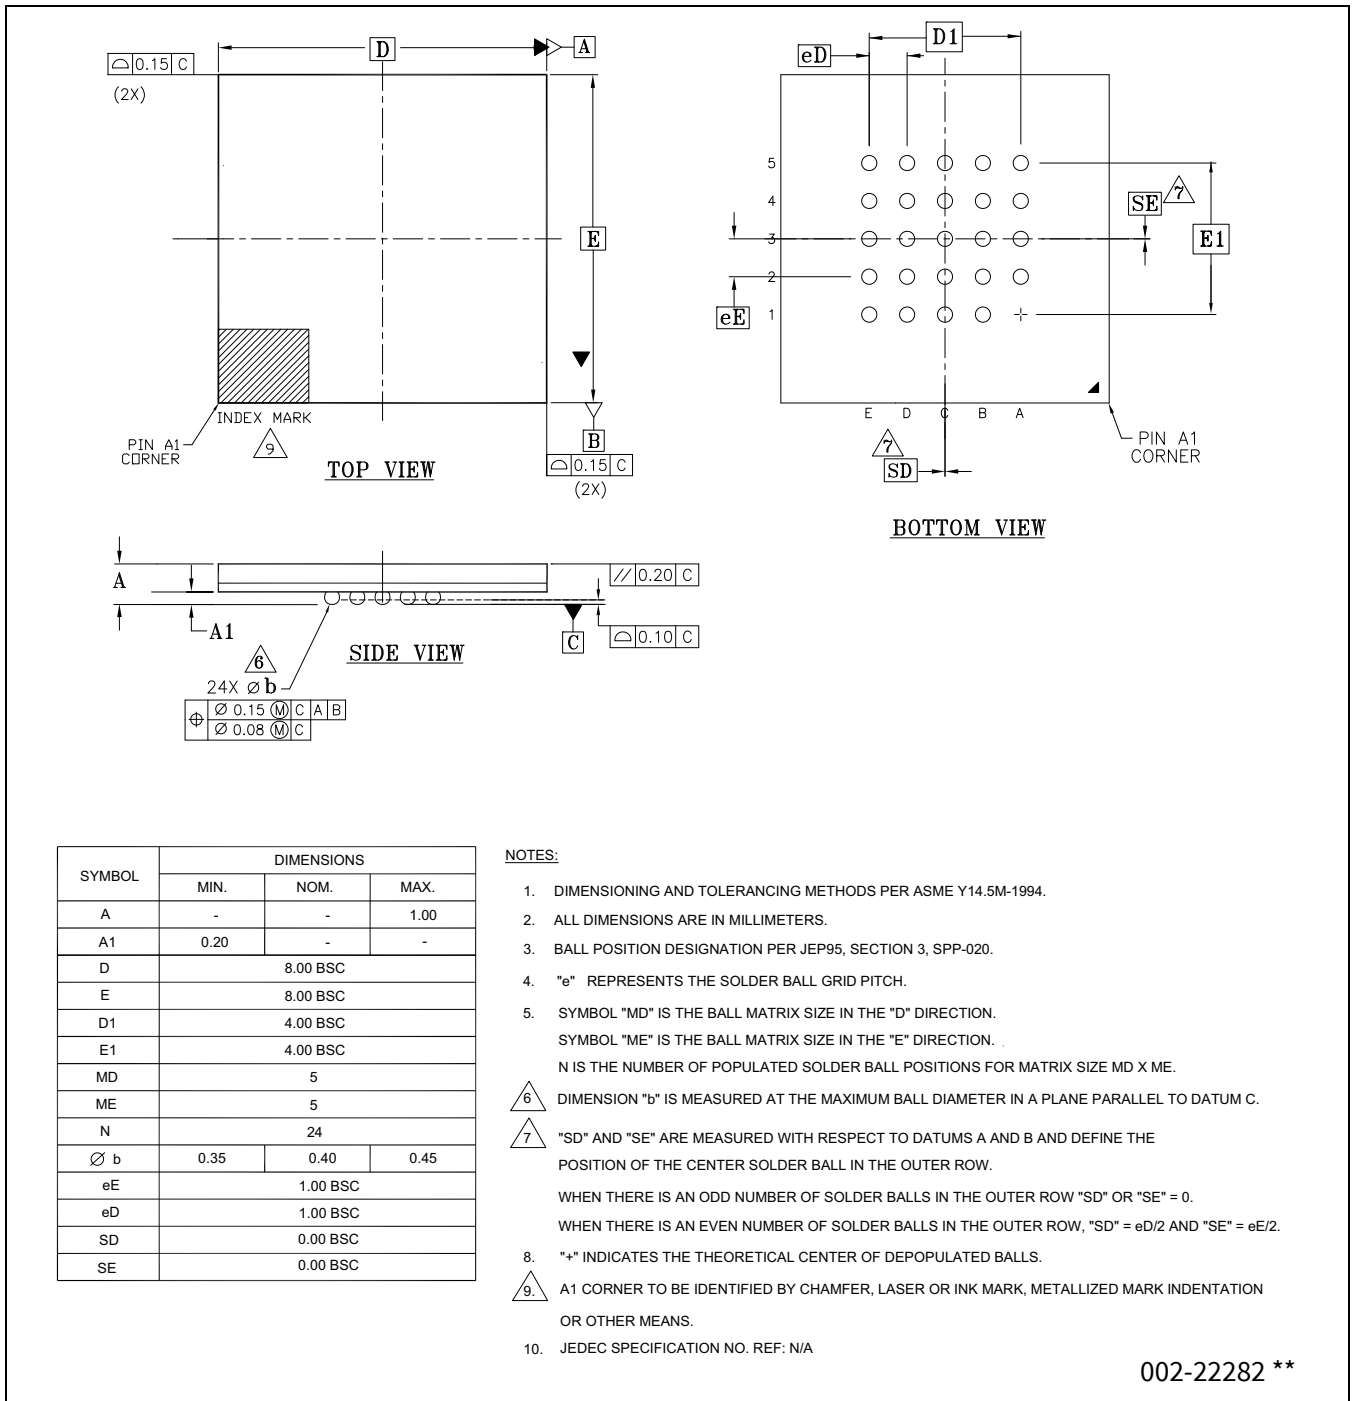 D
A
⌓ 0.15 C
(2X)
E
INDEX MARK
9
PIN A1
CORNER
B
⌓ 0.15 C
(2X)
TOP VIEW
D1
eD
5
4
3
2
1
SE
7
E1
eE
E D C B A
7
SD
PIN A1
CORNER
BOTTOM VIEW
A
A1
// 0.20 C
C
⌓ 0.10 C
SIDE VIEW
6
24X ⌀ b
⌖ ⌀ 0.15 Ⓜ C A B
⌀ 0.08 Ⓜ C
SYMBOL DIMENSIONS
MIN. NOM. MAX.
A - - 1.00
A1 0.20 - -
D 8.00 BSC
E 8.00 BSC
D1 4.00 BSC
E1 4.00 BSC
MD 5
ME 5
N 24
⌀ b 0.35 0.40 0.45
eE 1.00 BSC
eD 1.00 BSC
SD 0.00 BSC
SE 0.00 BSC
NOTES:
1. DIMENSIONING AND TOLERANCING METHODS PER ASME Y14.5M-1994.
2. ALL DIMENSIONS ARE IN MILLIMETERS.
3. BALL POSITION DESIGNATION PER JEP95, SECTION 3, SPP-020.
4. "e" REPRESENTS THE SOLDER BALL GRID PITCH.
5. SYMBOL "MD" IS THE BALL MATRIX SIZE IN THE "D" DIRECTION.
SYMBOL "ME" IS THE BALL MATRIX SIZE IN THE "E" DIRECTION.
N IS THE NUMBER OF POPULATED SOLDER BALL POSITIONS FOR MATRIX SIZE MD X ME.
6 DIMENSION "b" IS MEASURED AT THE MAXIMUM BALL DIAMETER IN A PLANE PARALLEL TO DATUM C.
7 "SD" AND "SE" ARE MEASURED WITH RESPECT TO DATUMS A AND B AND DEFINE THE
POSITION OF THE CENTER SOLDER BALL IN THE OUTER ROW.
WHEN THERE IS AN ODD NUMBER OF SOLDER BALLS IN THE OUTER ROW "SD" OR "SE" = 0.
WHEN THERE IS AN EVEN NUMBER OF SOLDER BALLS IN THE OUTER ROW, "SD" = eD/2 AND "SE" = eE/2.
8. "+" INDICATES THE THEORETICAL CENTER OF DEPOPULATED BALLS.
9. A1 CORNER TO BE IDENTIFIED BY CHAMFER, LASER OR INK MARK, METALLIZED MARK INDENTATION
OR OTHER MEANS.
10. JEDEC SPECIFICATION NO. REF: N/A
002-22282 **